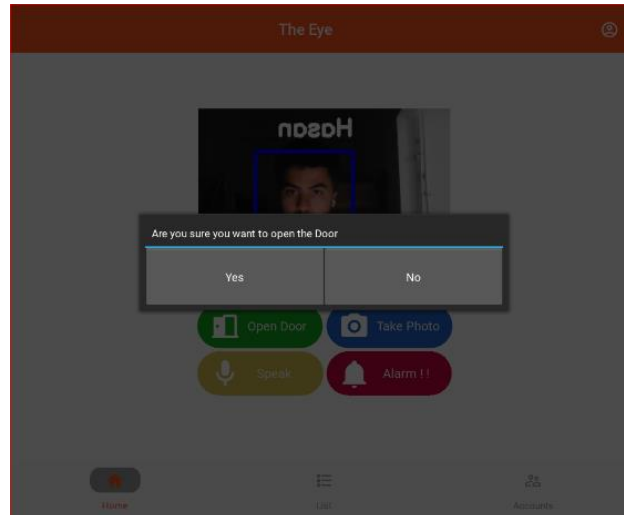 The Eye
Hasan
Are you sure you want to open the Door
Yes
No
Open Door
Take Photo
Speak
Alarm ! !
Home
List
Accounts